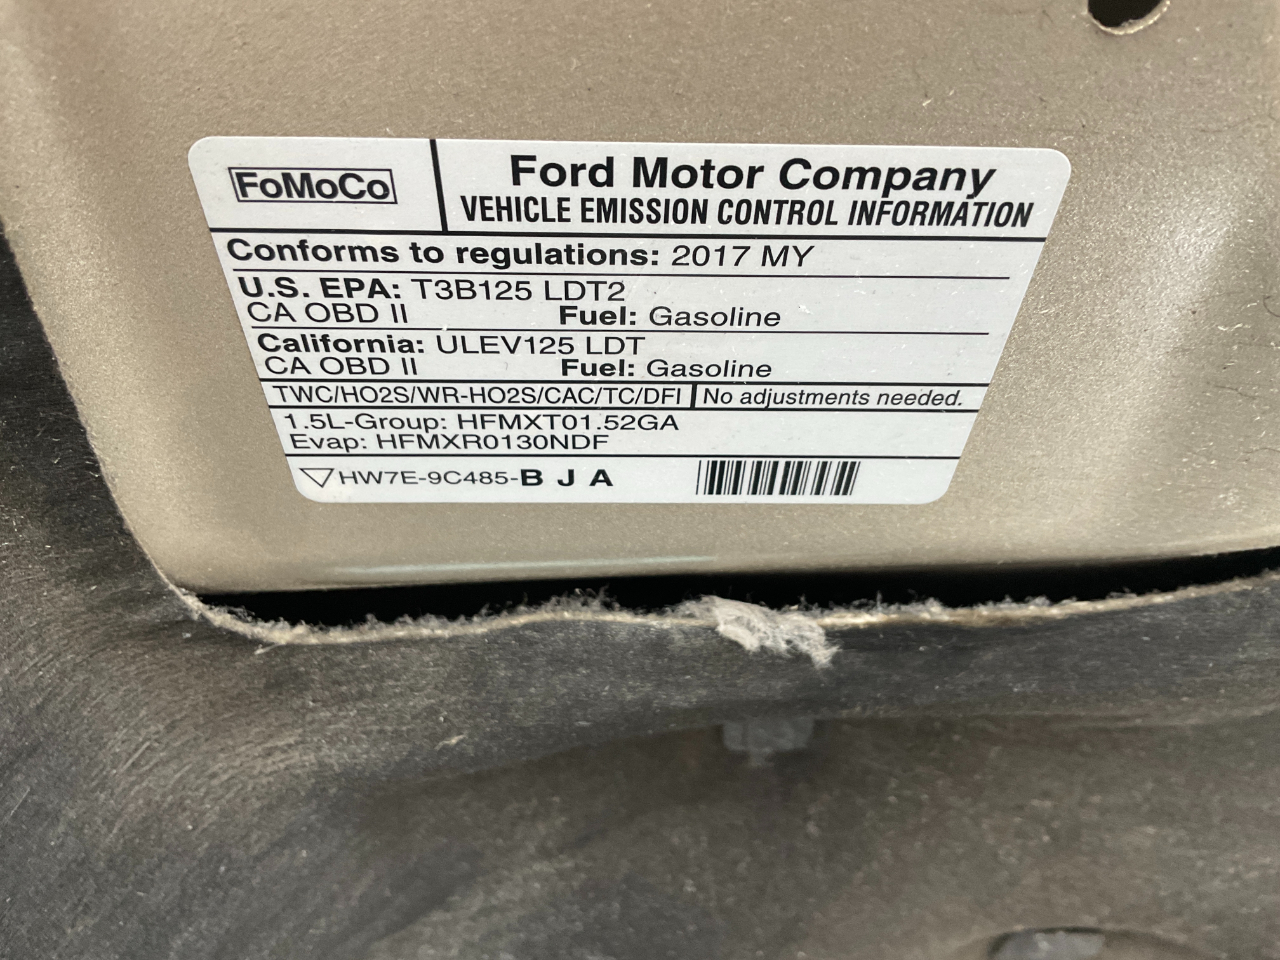 FoMoCo
Ford Motor Company
VEHICLE EMISSION CONTROL INFORMATION
Conforms to regulations: 2017 MY
U.S. EPA: T3B125 LDT2
CA OBD II Fuel: Gasoline
California: ULEV125 LDT
CA OBD II Fuel: Gasoline
TWC/HO2S/WR-HO2S/CAC/TC/DFI No adjustments needed.
1.5L-Group: HFMXT01.52GA
Evap: HFMXR0130NDF
HW7E-9C485-B J A